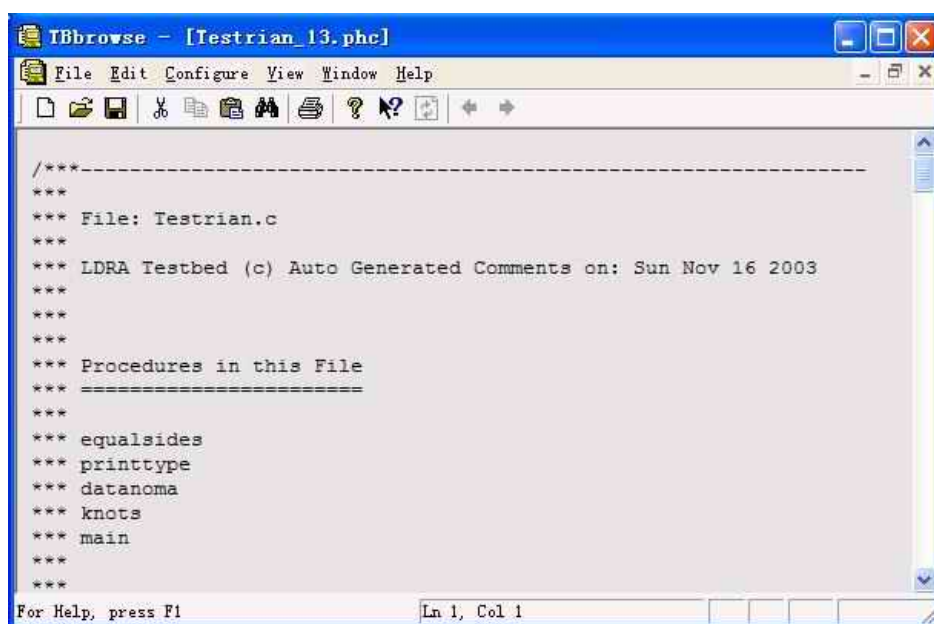 TBbrowse - [Testrian_13.phc]
File Edit Configure View Window Help
/***----------------------------------------------------------------
***
*** File: Testrian.c
***
*** LDRA Testbed (c) Auto Generated Comments on: Sun Nov 16 2003
***
***
***
*** Procedures in this File
*** =======================
***
*** equalsides
*** printtype
*** datanoma
*** knots
*** main
***
***
For Help, press F1
Ln 1, Col 1